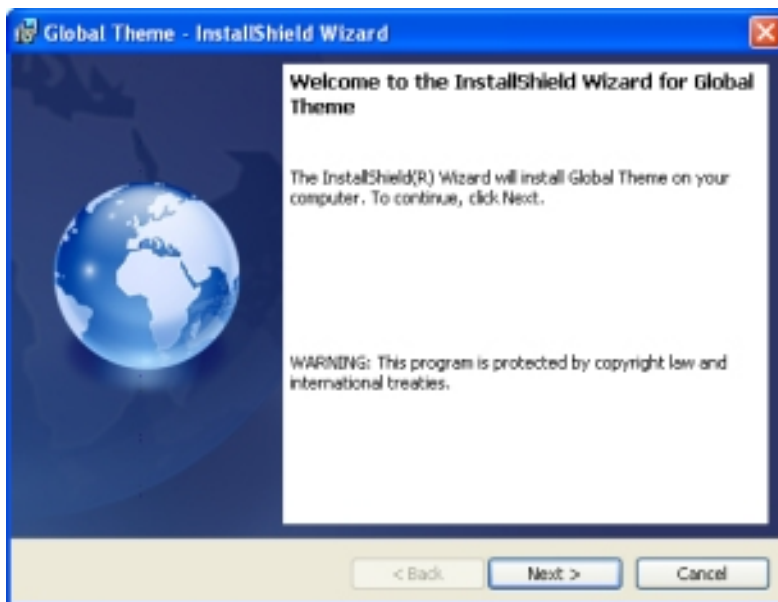 Global Theme - InstallShield Wizard
Welcome to the InstallShield Wizard for Global
Theme
The InstallShield(R) Wizard will install Global Theme on your
computer. To continue, click Next.
WARNING: This program is protected by copyright law and
international treaties.
< Back
Next >
Cancel